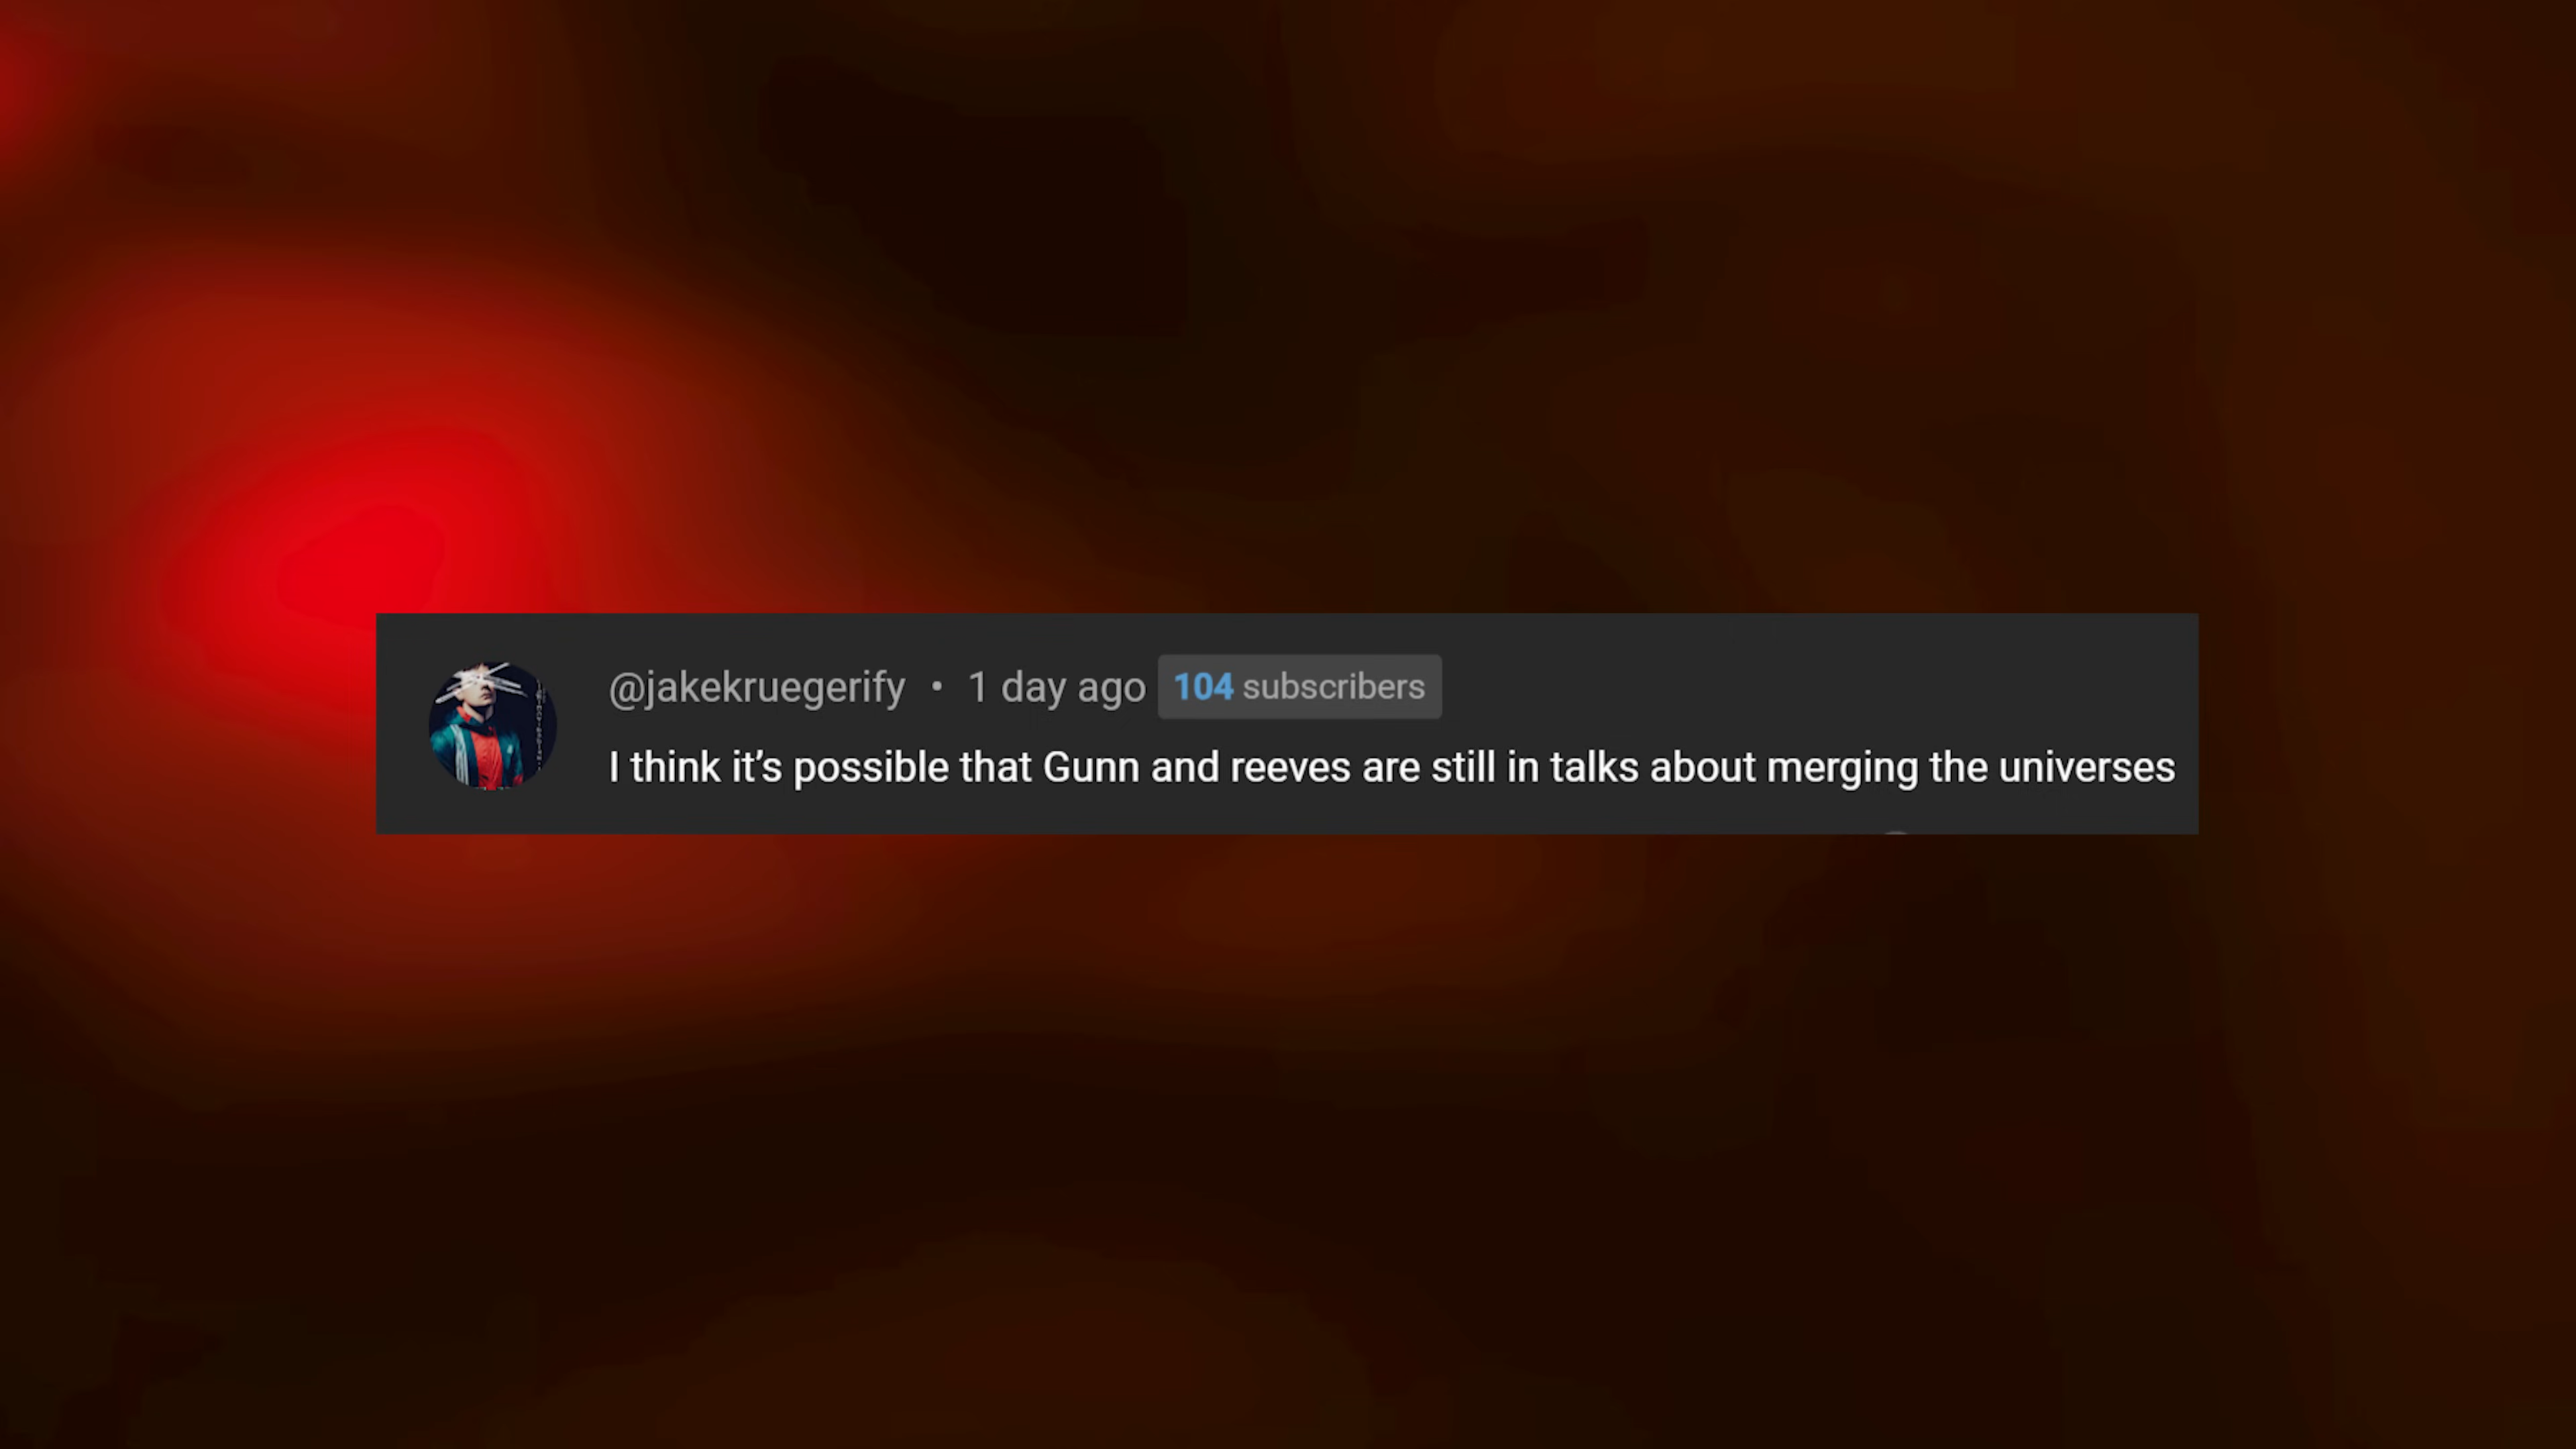 @jakekruegerify • 1 day ago 104 subscribers
I think it’s possible that Gunn and reeves are still in talks about merging the universes